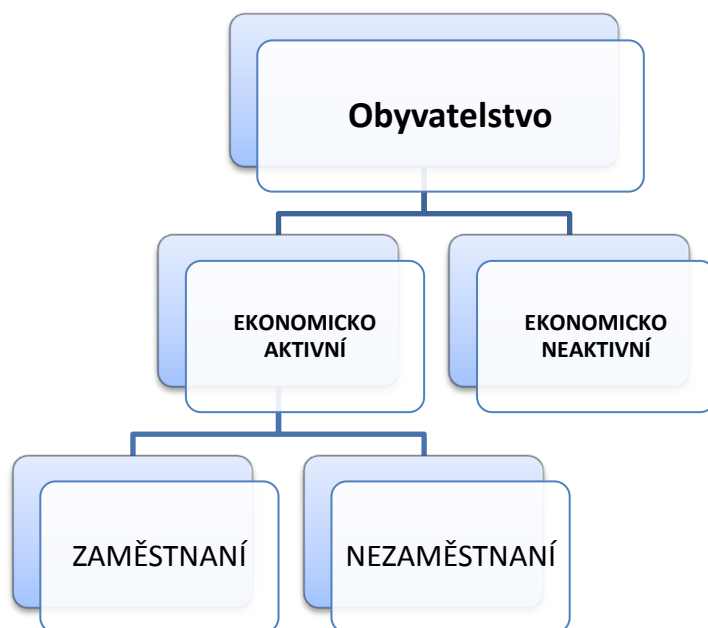 Obyvatelstvo
EKONOMICKO
AKTIVNÍ
EKONOMICKO
NEAKTIVNÍ
ZAMĚSTNANÍ
NEZAMĚSTNANÍ